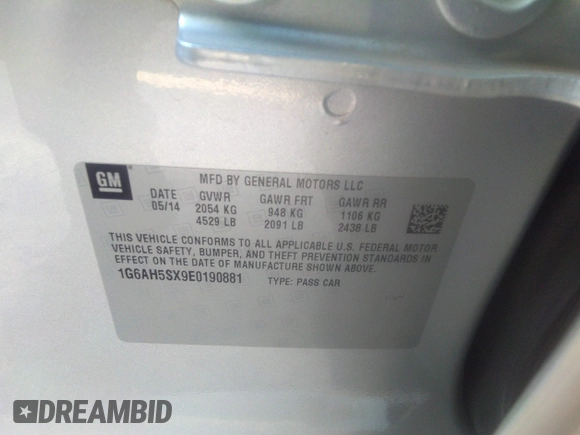 GM
MFD BY GENERAL MOTORS LLC
DATE GVWR GAWR FRT GAWR RR
05/14 2054 KG 948 KG 1106 KG
4529 LB 2091 LB 2438 LB
THIS VEHICLE CONFORMS TO ALL APPLICABLE U.S. FEDERAL MOTOR
VEHICLE SAFETY, BUMPER, AND THEFT PREVENTION STANDARDS IN
EFFECT ON THE DATE OF MANUFACTURE SHOWN ABOVE.
1G6AH5SX9E0190881 TYPE: PASS CAR
DREAMBID